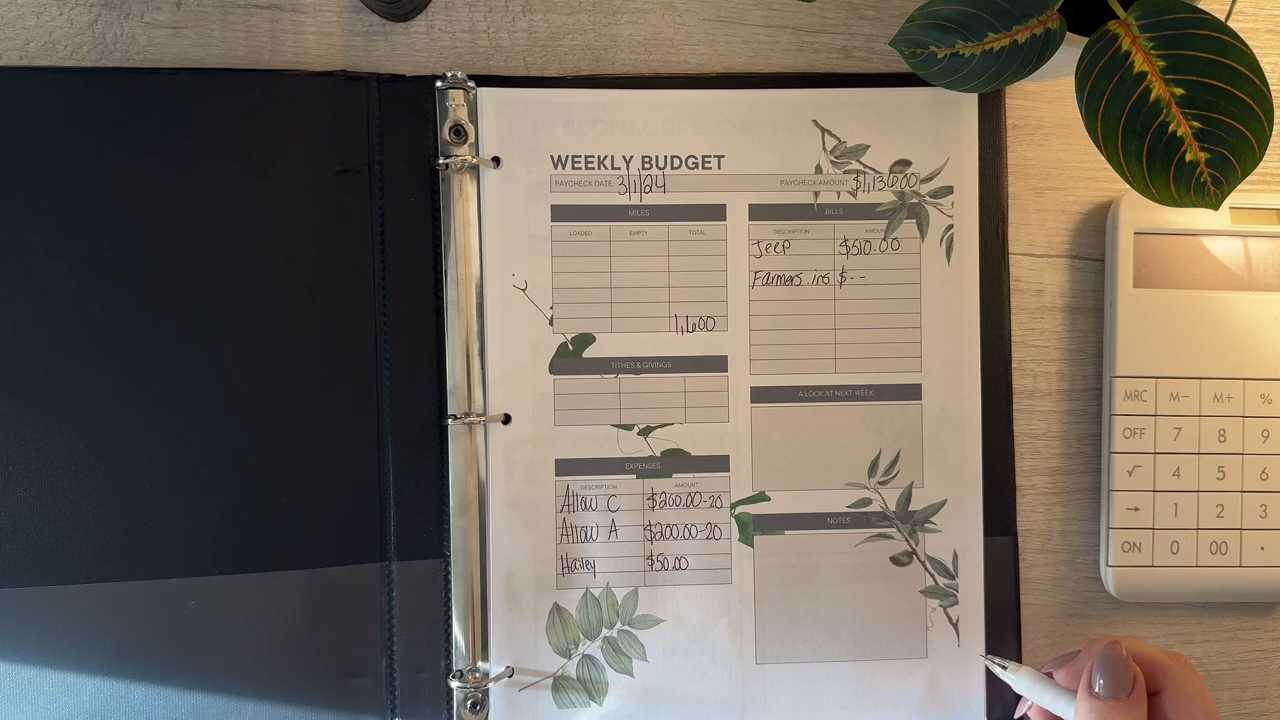 WEEKLY BUDGET
PAYCHECK DATE: 3/1/24 PAYCHECK AMOUNT: $1,136.00
MILES
LOADED EMPTY TOTAL
1,600
TITHES & GIVINGS
EXPENSES
DESCRIPTION AMOUNT
Allow C $200.00-20
Allow A $200.00-20
Hailey $50.00
BILLS
DESCRIPTION AMOUNT
Jeep $510.00
Farmers ins $--
A LOOK AT NEXT WEEK
NOTES
MRC M− M+ %
OFF 7 8 9
√ 4 5 6
→ 1 2 3
ON 0 00 •